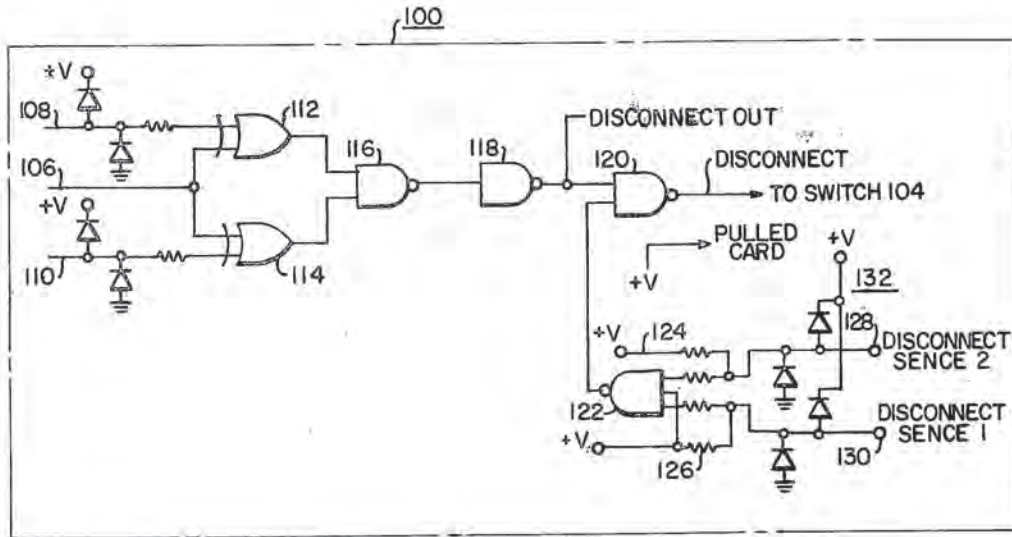 100
*V
108
112
116
118
DISCONNECT OUT
120
DISCONNECT
106
TO SWITCH 104
+V
110
114
PULLED
CARD
+V
+V
132
+V
124
128
DISCONNECT
SENCE 2
122
+V
126
DISCONNECT
SENCE 1
130